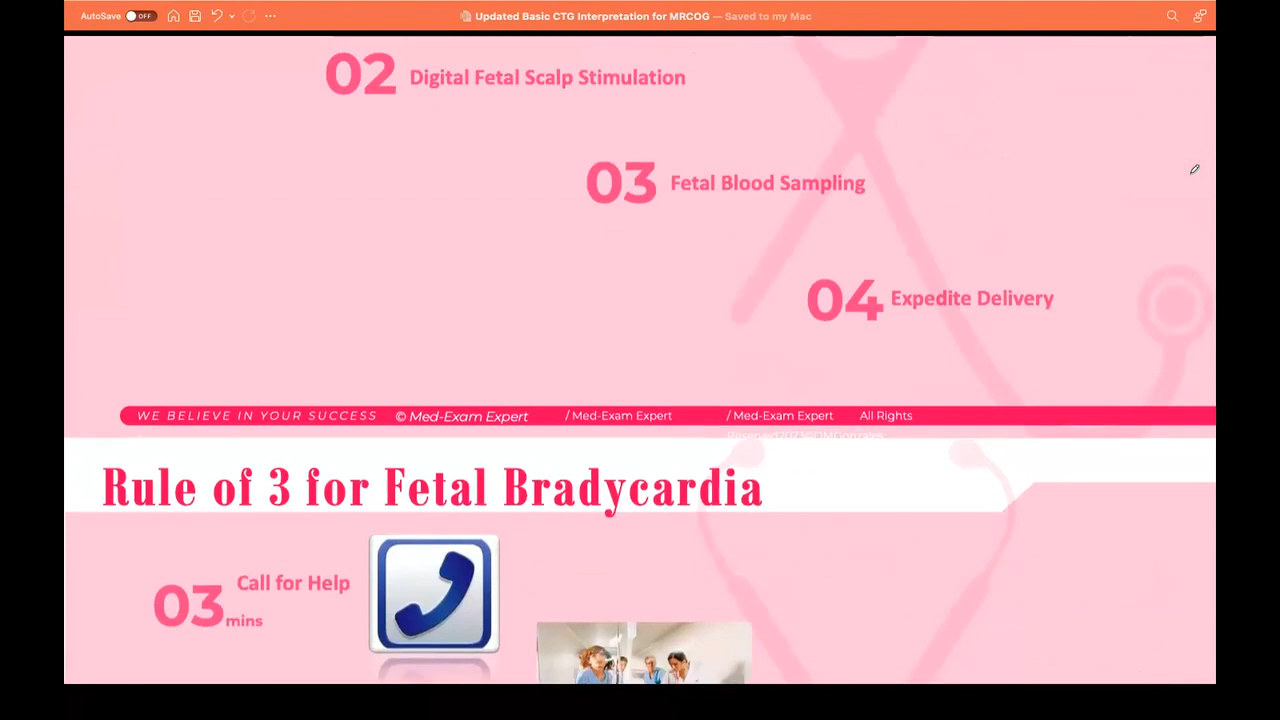 AutoSave OFF
Updated Basic CTG Interpretation for MRCOG — Saved to my Mac
02 Digital Fetal Scalp Stimulation
03 Fetal Blood Sampling
04 Expedite Delivery
WE BELIEVE IN YOUR SUCCESS © Med-Exam Expert / Med-Exam Expert / Med-Exam Expert All Rights
Rule of 3 for Fetal Bradycardia
Call for Help
03 mins